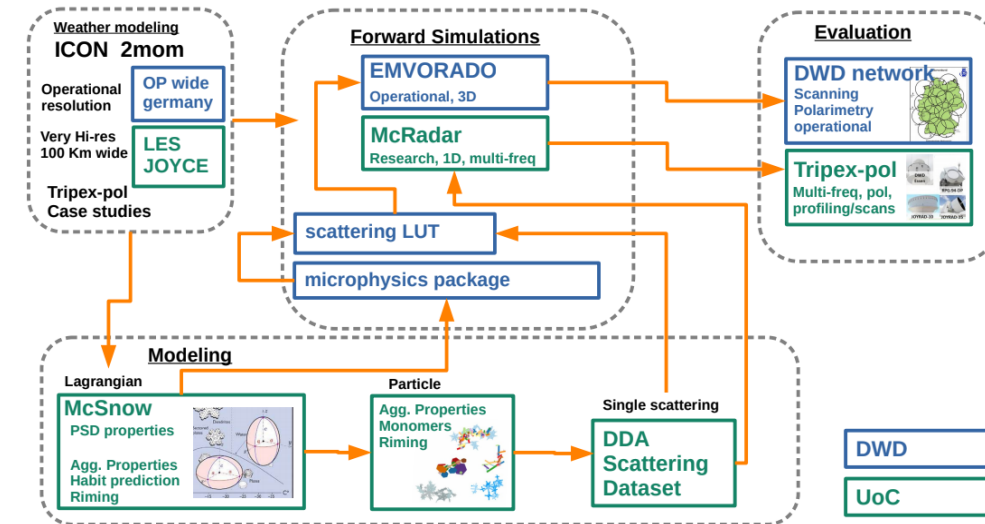 Weather modeling
ICON 2mom
Operational
resolution
OP wide
germany
Very Hi-res
100 Km wide
LES
JOYCE
Tripex-pol
Case studies
Forward Simulations
EMVORADO
Operational, 3D
McRadar
Research, 1D, multi-freq
scattering LUT
microphysics package
Evaluation
DWD network
Scanning
Polarimetry
operational
Tripex-pol
Multi-freq, pol,
profiling/scans
DWD
JOYRAD-35
Modeling
Lagrangian
McSnow
PSD properties
Agg. Properties
Habit prediction
Riming
Particle
Agg. Properties
Monomers
Riming
Single scattering
DDA
Scattering
Dataset
DWD
UoC